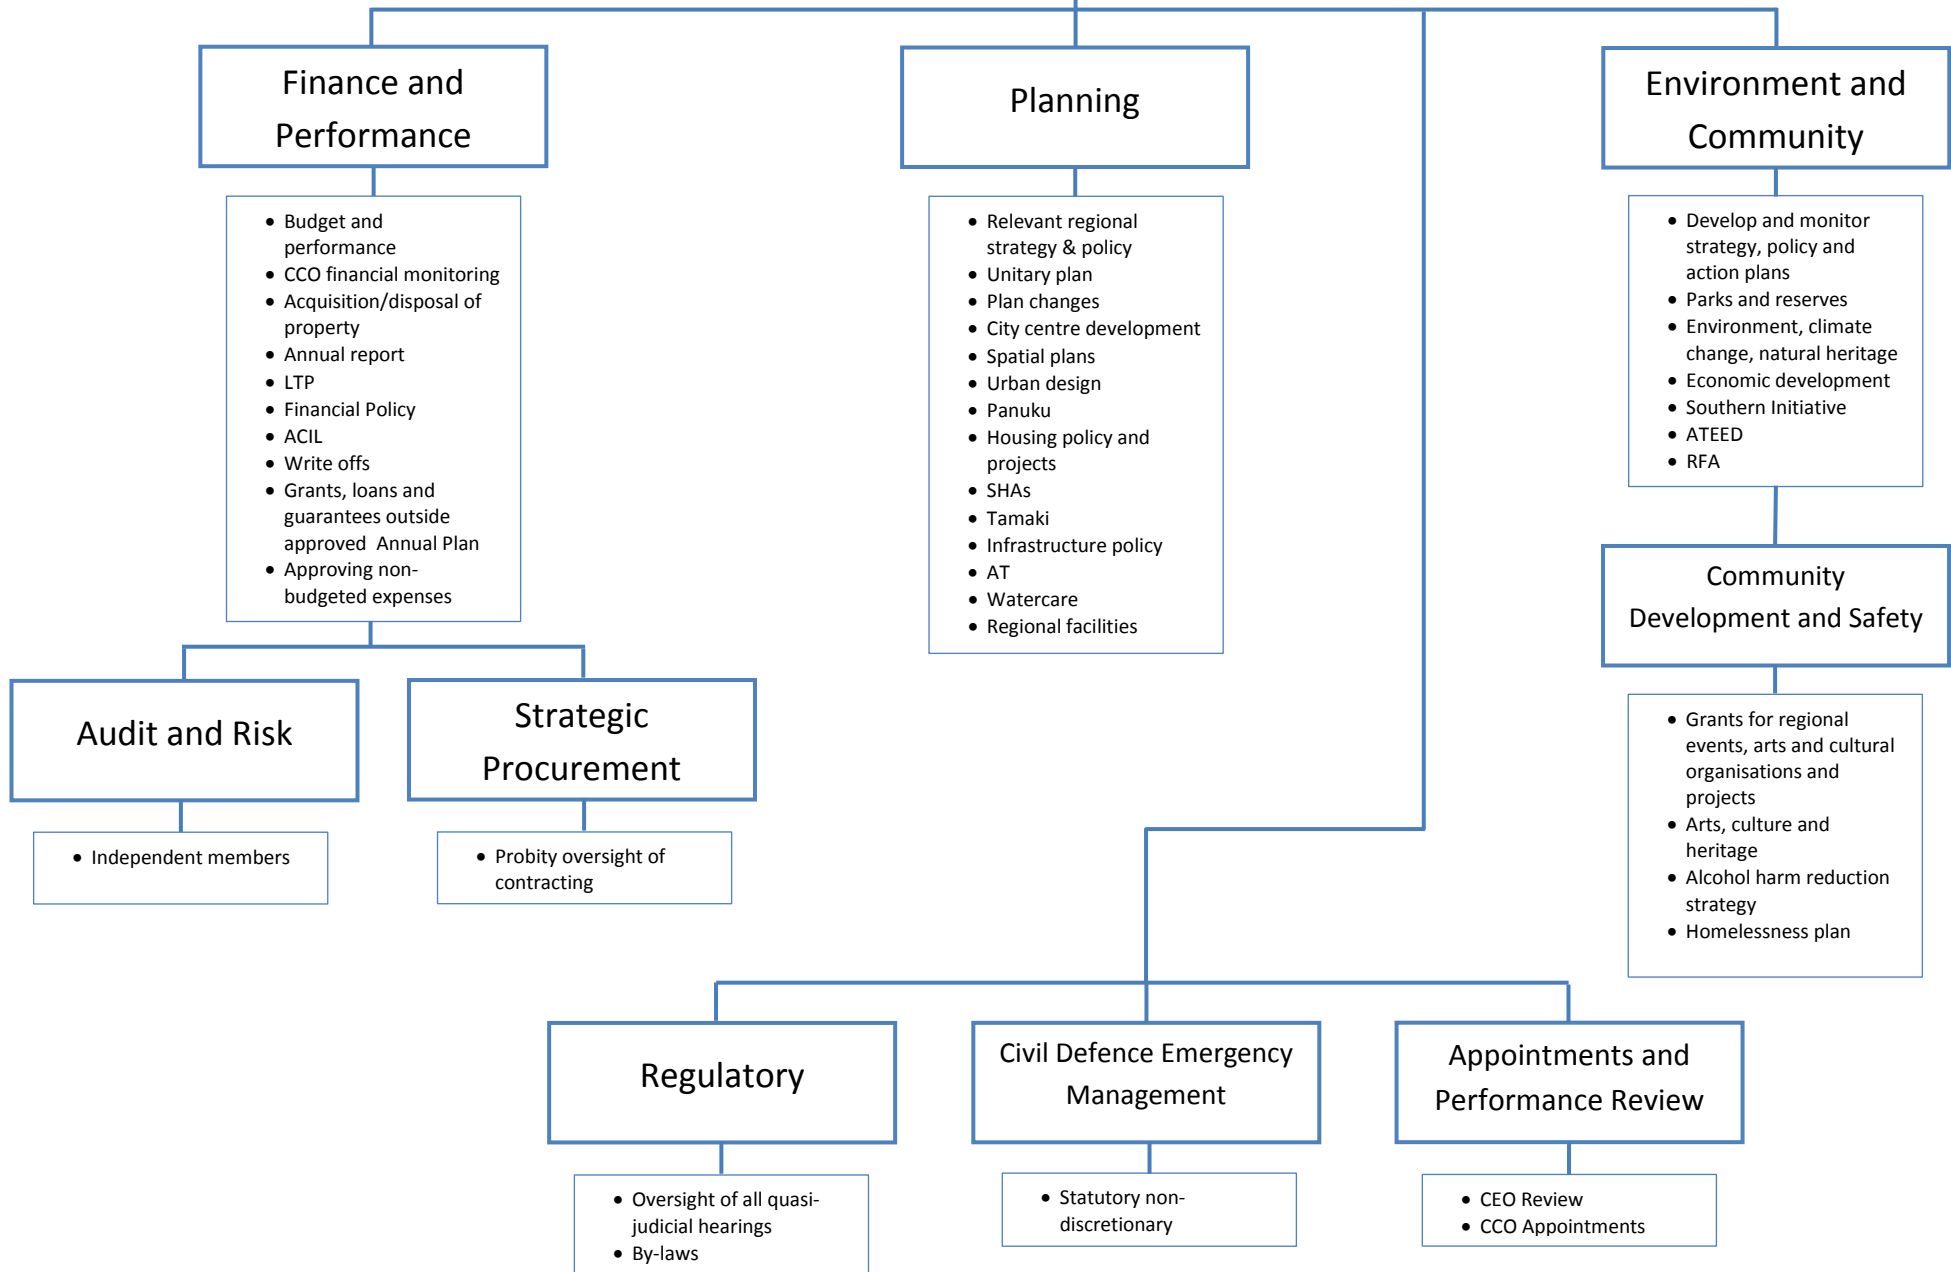 Finance and
Performance
• Budget and
performance
• CCO financial monitoring
• Acquisition/disposal of
property
• Annual report
• LTP
• Financial Policy
• ACIL
• Write offs
• Grants, loans and
guarantees outside
approved Annual Plan
• Approving non-
budgeted expenses
Audit and Risk
• Independent members
Strategic
Procurement
• Probity oversight of
contracting
Planning
• Relevant regional
strategy & policy
• Unitary plan
• Plan changes
• City centre development
• Spatial plans
• Urban design
• Panuku
• Housing policy and
projects
• SHAs
• Tamaki
• Infrastructure policy
• AT
• Watercare
• Regional facilities
Environment and
Community
• Develop and monitor
strategy, policy and
action plans
• Parks and reserves
• Environment, climate
change, natural heritage
• Economic development
• Southern Initiative
• ATEED
• RFA
Community
Development and Safety
• Grants for regional
events, arts and cultural
organisations and
projects
• Arts, culture and
heritage
• Alcohol harm reduction
strategy
• Homelessness plan
Regulatory
• Oversight of all quasi-
judicial hearings
• By-laws
Civil Defence Emergency
Management
• Statutory non-
discretionary
Appointments and
Performance Review
• CEO Review
• CCO Appointments